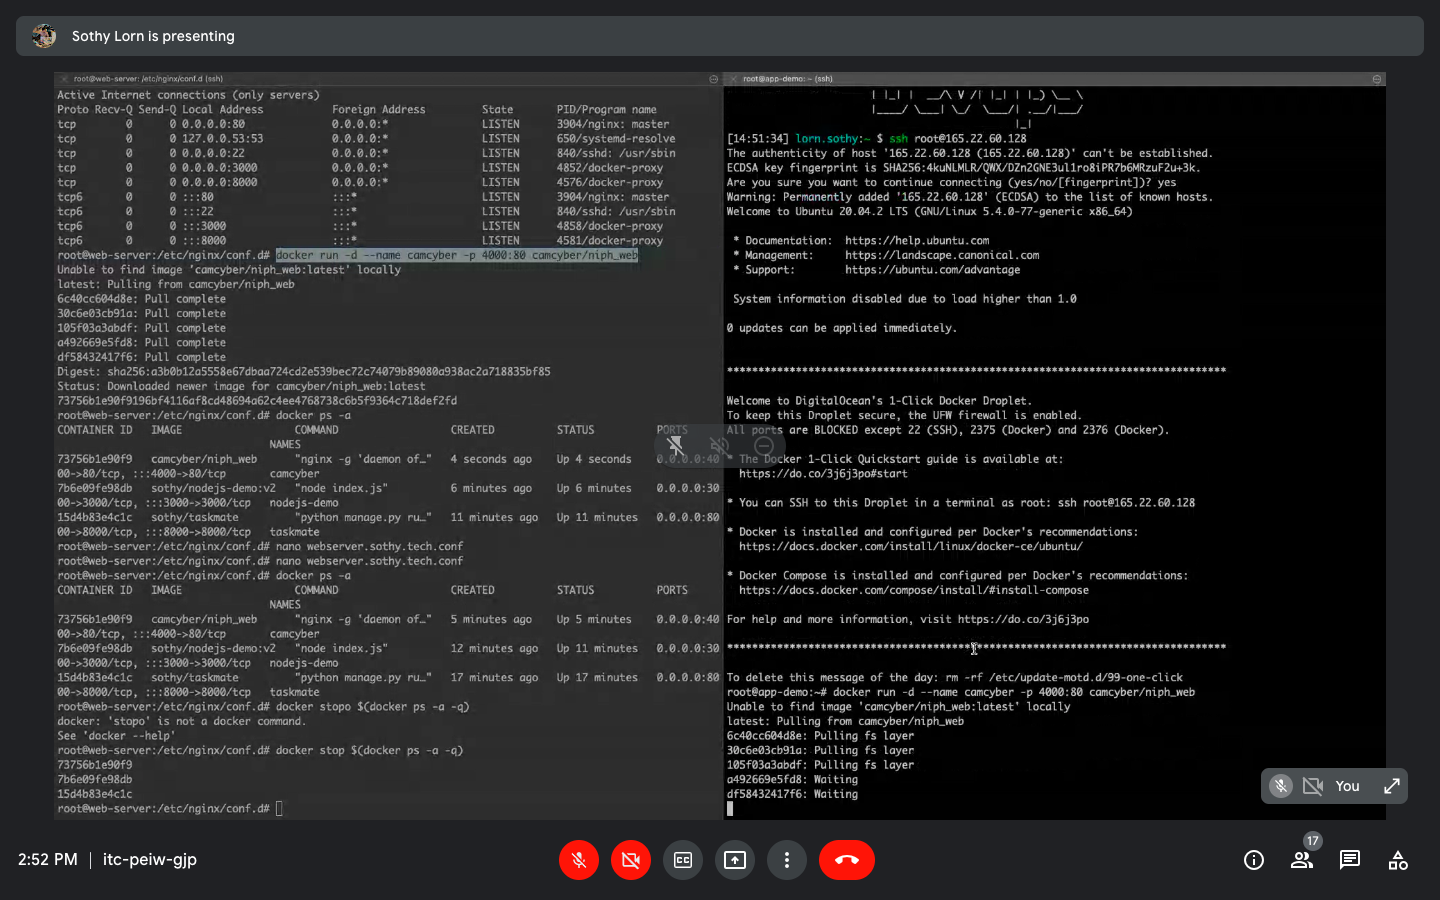 Sothy Lorn is presenting
root@web-server: /etc/nginx/conf.d (ssh)
Active Internet connections (only servers)
Proto Recv-Q Send-Q Local Address Foreign Address State PID/Program name
tcp 0 0 0.0.0.0:80 0.0.0.0:* LISTEN 3904/nginx: master
tcp 0 0 127.0.0.53:53 0.0.0.0:* LISTEN 650/systemd-resolve
tcp 0 0 0.0.0.0:22 0.0.0.0:* LISTEN 840/sshd: /usr/sbin
tcp 0 0 0.0.0.0:3000 0.0.0.0:* LISTEN 4852/docker-proxy
tcp 0 0 0.0.0.0:8000 0.0.0.0:* LISTEN 4576/docker-proxy
tcp6 0 0 :::80 :::* LISTEN 3904/nginx: master
tcp6 0 0 :::22 :::* LISTEN 840/sshd: /usr/sbin
tcp6 0 0 :::3000 :::* LISTEN 4858/docker-proxy
tcp6 0 0 :::8000 :::* LISTEN 4581/docker-proxy
root@web-server:/etc/nginx/conf.d# docker run -d --name camcyber -p 4000:80 camcyber/niph_web
Unable to find image 'camcyber/niph_web:latest' locally
latest: Pulling from camcyber/niph_web
6c40cc604d8e: Pull complete
30c6e03cb91a: Pull complete
105f03a3abdf: Pull complete
a492669e5fd8: Pull complete
df58432417f6: Pull complete
Digest: sha256:a3b0b12a5558e67dbaa724cd2e539bec72c74079b89080a938ac2a718835bf85
Status: Downloaded newer image for camcyber/niph_web:latest
73756b1e90f9196bf4116af8cd48694a62c4ee4768738c6b5f9364c718def2fd
root@web-server:/etc/nginx/conf.d# docker ps -a
CONTAINER ID IMAGE COMMAND CREATED STATUS PORTS
NAMES
73756b1e90f9 camcyber/niph_web "nginx -g 'daemon of…" 4 seconds ago Up 4 seconds 0.0.0.0:40
00->80/tcp, :::4000->80/tcp camcyber
7b6e09fe98db sothy/nodejs-demo:v2 "node index.js" 6 minutes ago Up 6 minutes 0.0.0.0:30
00->3000/tcp, :::3000->3000/tcp nodejs-demo
15d4b83e4c1c sothy/taskmate "python manage.py ru…" 11 minutes ago Up 11 minutes 0.0.0.0:80
00->8000/tcp, :::8000->8000/tcp taskmate
root@web-server:/etc/nginx/conf.d# nano webserver.sothy.tech.conf
root@web-server:/etc/nginx/conf.d# nano webserver.sothy.tech.conf
root@web-server:/etc/nginx/conf.d# docker ps -a
CONTAINER ID IMAGE COMMAND CREATED STATUS PORTS
NAMES
73756b1e90f9 camcyber/niph_web "nginx -g 'daemon of…" 5 minutes ago Up 5 minutes 0.0.0.0:40
00->80/tcp, :::4000->80/tcp camcyber
7b6e09fe98db sothy/nodejs-demo:v2 "node index.js" 12 minutes ago Up 11 minutes 0.0.0.0:30
00->3000/tcp, :::3000->3000/tcp nodejs-demo
15d4b83e4c1c sothy/taskmate "python manage.py ru…" 17 minutes ago Up 17 minutes 0.0.0.0:80
00->8000/tcp, :::8000->8000/tcp taskmate
root@web-server:/etc/nginx/conf.d# docker stopo $(docker ps -a -q)
docker: 'stopo' is not a docker command.
See 'docker --help'
root@web-server:/etc/nginx/conf.d# docker stop $(docker ps -a -q)
73756b1e90f9
7b6e09fe98db
15d4b83e4c1c
root@web-server:/etc/nginx/conf.d#
root@app-demo: ~ (ssh)
[14:51:34] lorn.sothy:~ $ ssh root@165.22.60.128
The authenticity of host '165.22.60.128 (165.22.60.128)' can't be established.
ECDSA key fingerprint is SHA256:4kuNLMLR/QWX/DZn2GNE3ul1ro8iPR7b6MRzuFZu+3k.
Are you sure you want to continue connecting (yes/no/[fingerprint])? yes
Warning: Permanently added '165.22.60.128' (ECDSA) to the list of known hosts.
Welcome to Ubuntu 20.04.2 LTS (GNU/Linux 5.4.0-77-generic x86_64)
* Documentation: https://help.ubuntu.com
* Management: https://landscape.canonical.com
* Support: https://ubuntu.com/advantage
System information disabled due to load higher than 1.0
0 updates can be applied immediately.
********************************************************************************
Welcome to DigitalOcean's 1-Click Docker Droplet.
To keep this Droplet secure, the UFW firewall is enabled.
All ports are BLOCKED except 22 (SSH), 2375 (Docker) and 2376 (Docker).
The Docker 1-Click Quickstart guide is available at:
https://do.co/3j6j3po#start
* You can SSH to this Droplet in a terminal as root: ssh root@165.22.60.128
* Docker is installed and configured per Docker's recommendations:
https://docs.docker.com/install/linux/docker-ce/ubuntu/
* Docker Compose is installed and configured per Docker's recommendations:
https://docs.docker.com/compose/install/#install-compose
For help and more information, visit https://do.co/3j6j3po
********************************************************************************
To delete this message of the day: rm -rf /etc/update-motd.d/99-one-click
root@app-demo:~# docker run -d --name camcyber -p 4000:80 camcyber/niph_web
Unable to find image 'camcyber/niph_web:latest' locally
latest: Pulling from camcyber/niph_web
6c40cc604d8e: Pulling fs layer
30c6e03cb91a: Pulling fs layer
105f03a3abdf: Pulling fs layer
a492669e5fd8: Waiting
df58432417f6: Waiting
You
2:52 PM | itc-peiw-gjp
CC
17